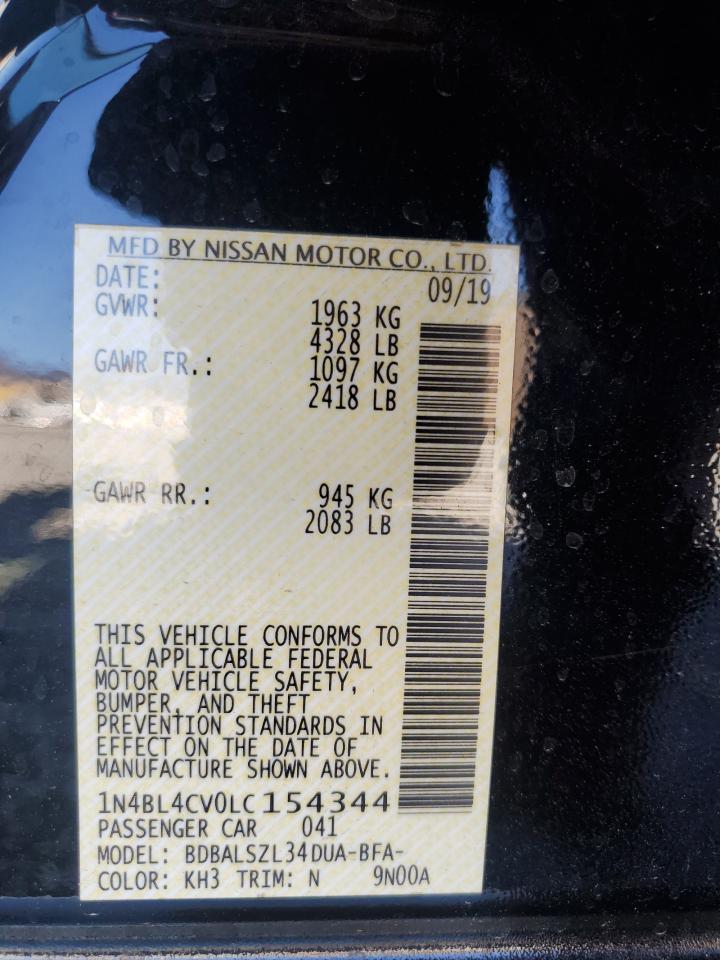 MFD BY NISSAN MOTOR CO., LTD.
DATE: 09/19
GVWR: 1963 KG
4328 LB
GAWR FR.: 1097 KG
2418 LB
GAWR RR.: 945 KG
2083 LB
THIS VEHICLE CONFORMS TO
ALL APPLICABLE FEDERAL
MOTOR VEHICLE SAFETY,
BUMPER, AND THEFT
PREVENTION STANDARDS IN
EFFECT ON THE DATE OF
MANUFACTURE SHOWN ABOVE.
1N4BL4CV0LC154344
PASSENGER CAR 041
MODEL: BDBALSZL34DUA-BFA-
COLOR: KH3 TRIM: N 9N00A